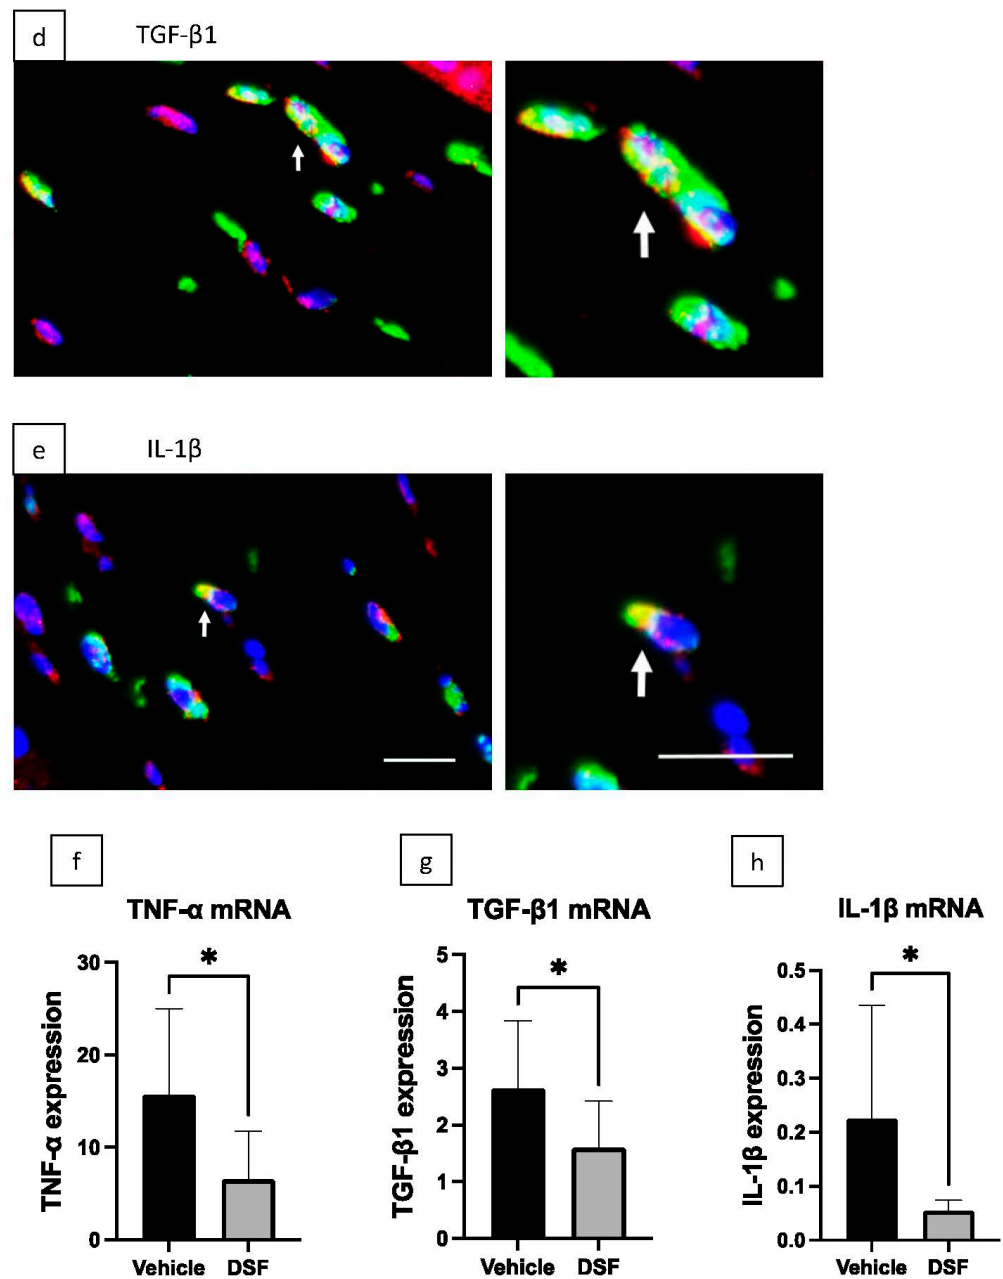 d
TGF-β1
e
IL-1β
f
TNF-α mRNA
*
TNF-α expression
30
20
10
0
Vehicle
DSF
g
TGF-β1 mRNA
*
TGF-β1 expression
5
4
3
2
1
0
Vehicle
DSF
h
IL-1β mRNA
*
IL-1β expression
0.5
0.4
0.3
0.2
0.1
0.0
Vehicle
DSF